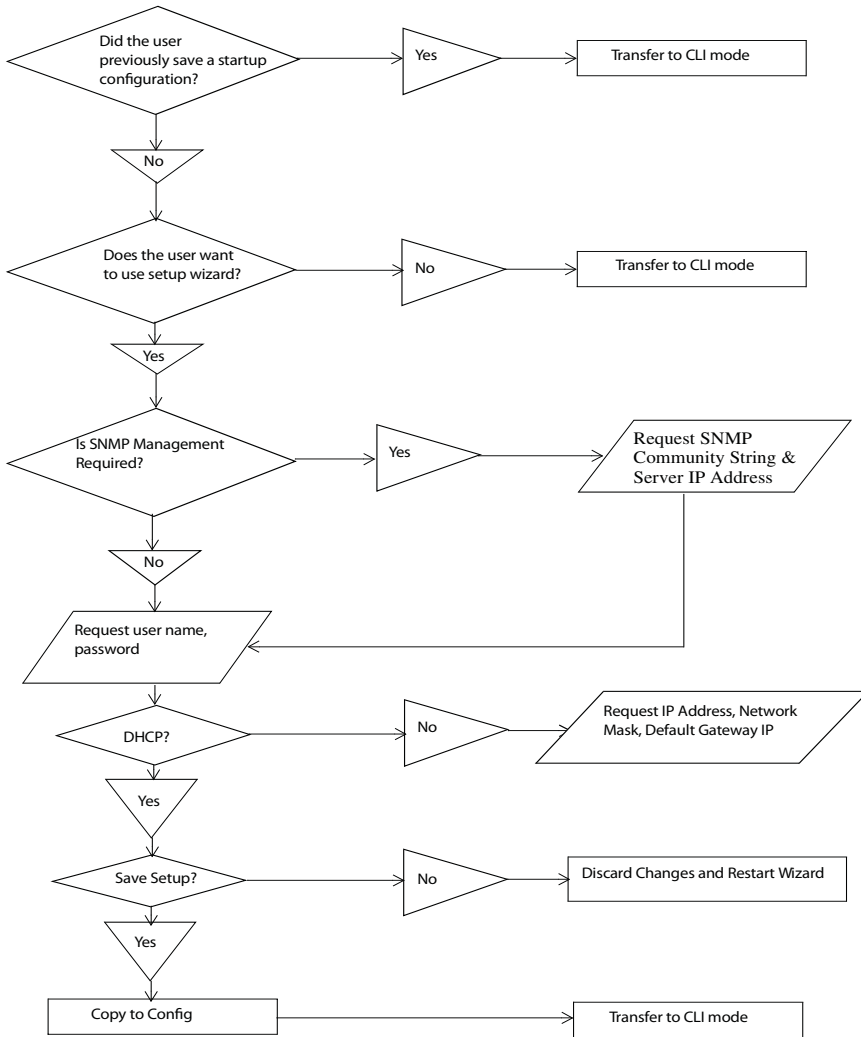 Did the user
previously save a startup
configuration?
Yes
Transfer to CLI mode
No
Does the user want
to use setup wizard?
No
Transfer to CLI mode
Yes
Is SNMP Management
Required?
Yes
Request SNMP
Community String &
Server IP Address
No
Request user name,
password
DHCP?
No
Request IP Address, Network
Mask, Default Gateway IP
Yes
Save Setup?
No
Discard Changes and Restart Wizard
Yes
Copy to Config
Transfer to CLI mode